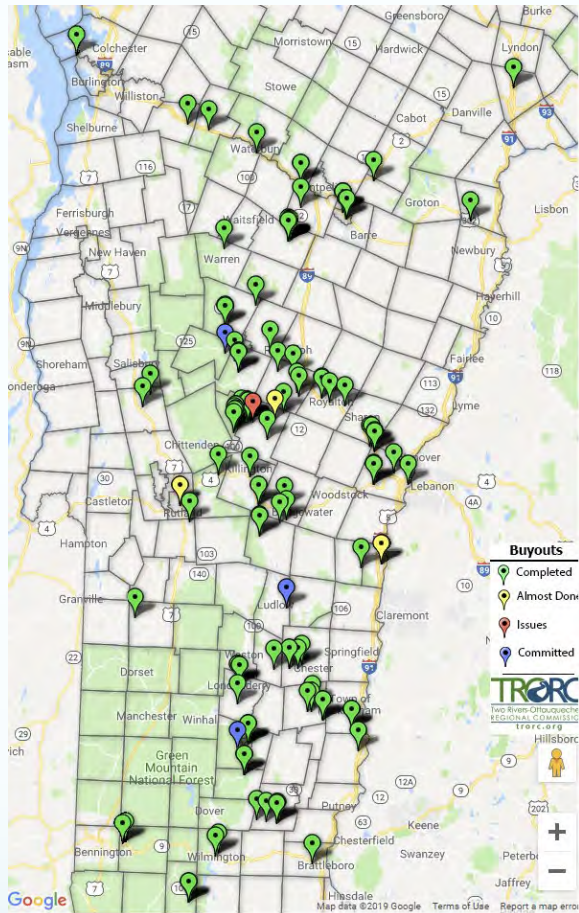 Greensboro
Burke
Morristown
Hardwick
Lyndon
Colchester
Burlington
Williston
Stowe
Cabot
Danville
Shelburne
Waterbury
Groton
Lisbon
Ferrisburgh
Vergennes
Waitsfield
Barre
New Haven
Warren
Newbury
Haverhill
Middlebury
Shoreham
Salisbury
Fairlee
Royalton
Lyme
Sharon
Chittenden
Killington
Lebanon
Castleton
Rutland
Woodstock
Bridgewater
Hampton
Granville
Ludlow
Claremont
Weston
Chester
Springfield
Dorset
Londonderry
Town of
Manchester
Winhall
Green
Mountain
National Forest
Dover
Putney
Keene
Chesterfield
Swanzey
Bennington
Wilmington
Brattleboro
Hinsdale
Jaffrey
Buyouts
Completed
Almost Done
Issues
Committed
TRORC
Two Rivers-Ottauquechee
REGIONAL COMMISSION
trorc.org
+
−
Google
Map data ©2019 Google Terms of Use Report a map error